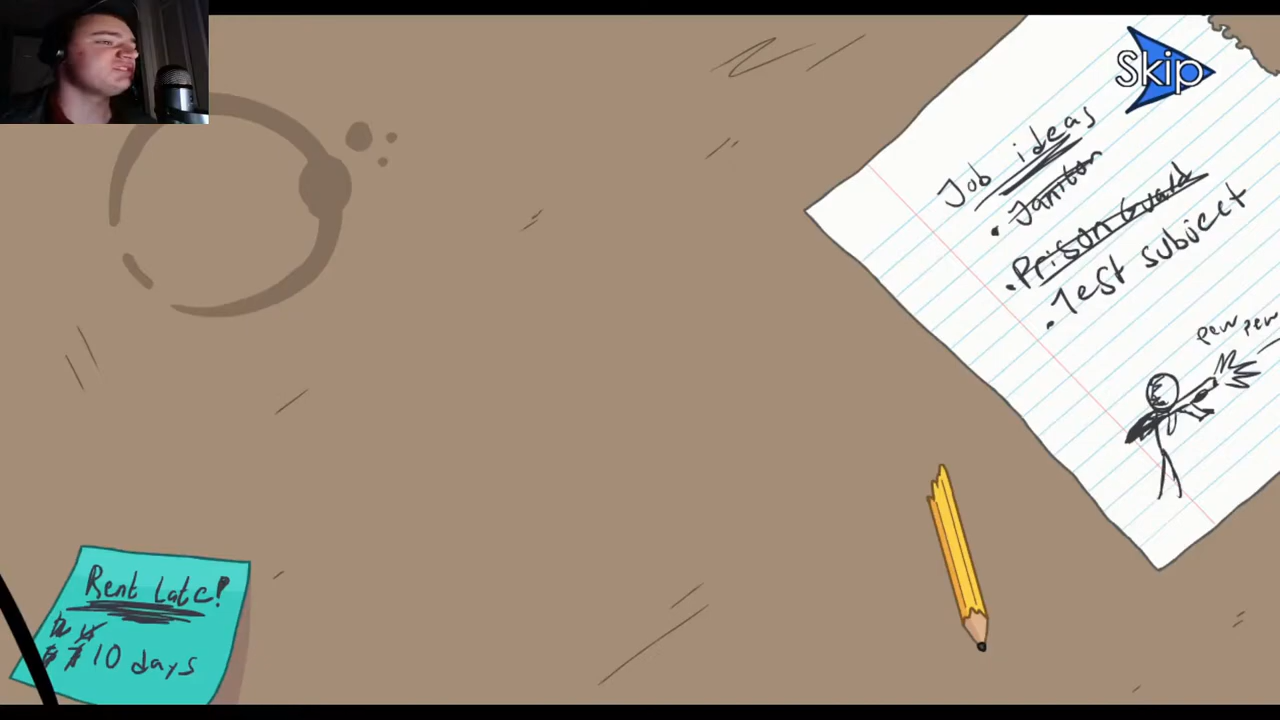 Skip
Job ideas
• Janitor
• Prison Guard
• Test subject
pew pew
Rent Late!
10 days